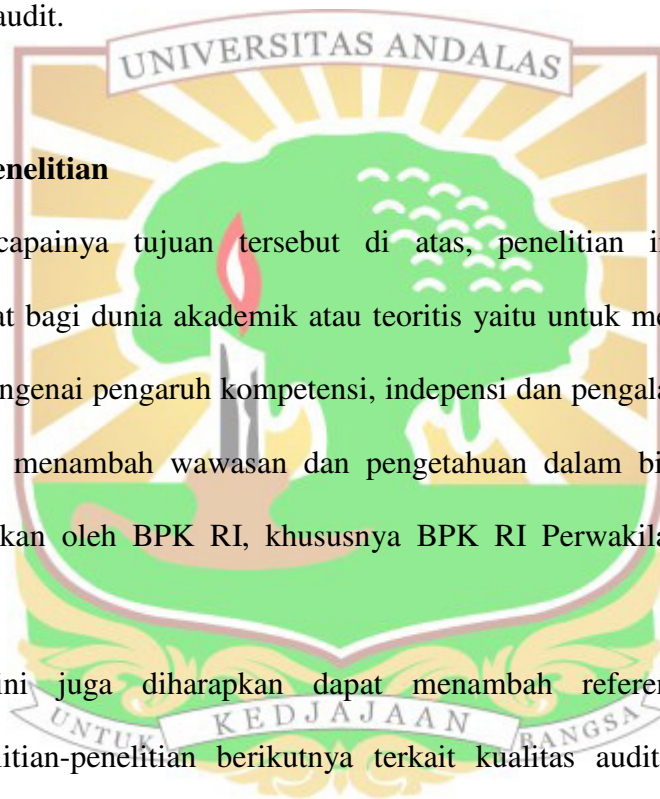 audit.
UNIVERSITAS ANDALAS
enelitian
capainya tujuan tersebut di atas, penelitian i
at bagi dunia akademik atau teoritis yaitu untuk me
ngenai pengaruh kompetensi, indepensi dan pengala
menambah wawasan dan pengetahuan dalam bi
kan oleh BPK RI, khususnya BPK RI Perwakila
ini juga diharapkan dapat menambah referen
UNTUK KEDJAJAAN BANGSA
litian-penelitian berikutnya terkait kualitas audit